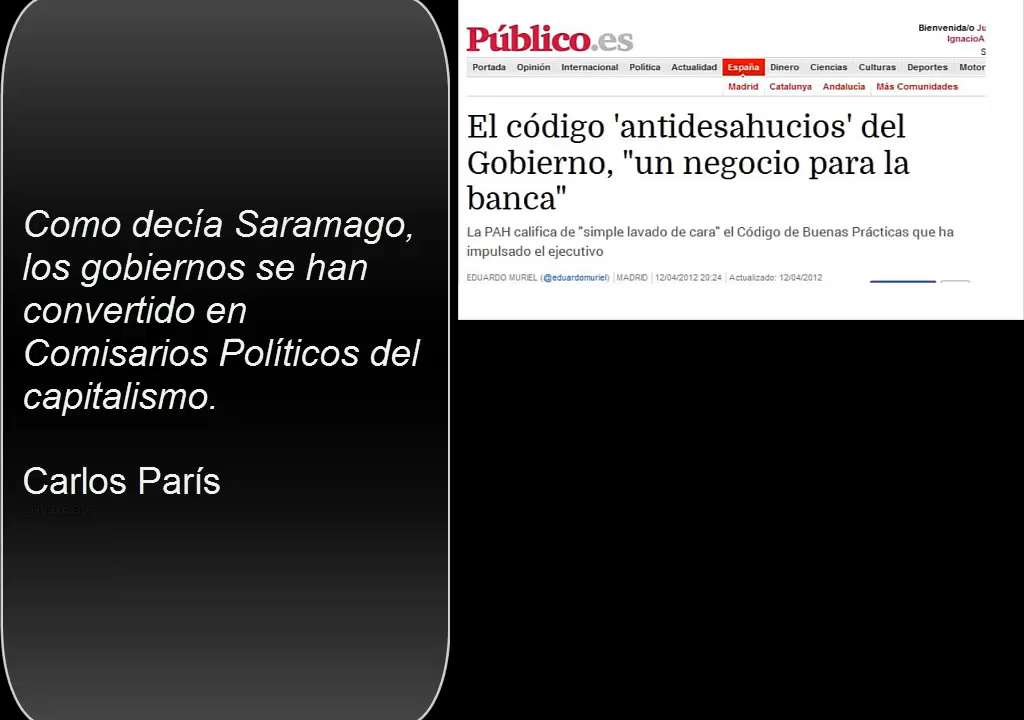 Como decía Saramago,
los gobiernos se han
convertido en
Comisarios Políticos del
capitalismo.
Carlos París
Público.es
Bienvenida/o Ju
IgnacioA
S
Portada Opinión Internacional Política Actualidad España Dinero Ciencias Culturas Deportes Motor
Madrid Catalunya Andalucía Más Comunidades
El código 'antidesahucios' del
Gobierno, "un negocio para la
banca"
La PAH califica de "simple lavado de cara" el Código de Buenas Prácticas que ha
impulsado el ejecutivo
EDUARDO MURIEL (@eduardomuriel) | MADRID | 12/04/2012 20:24 | Actualizado: 12/04/2012